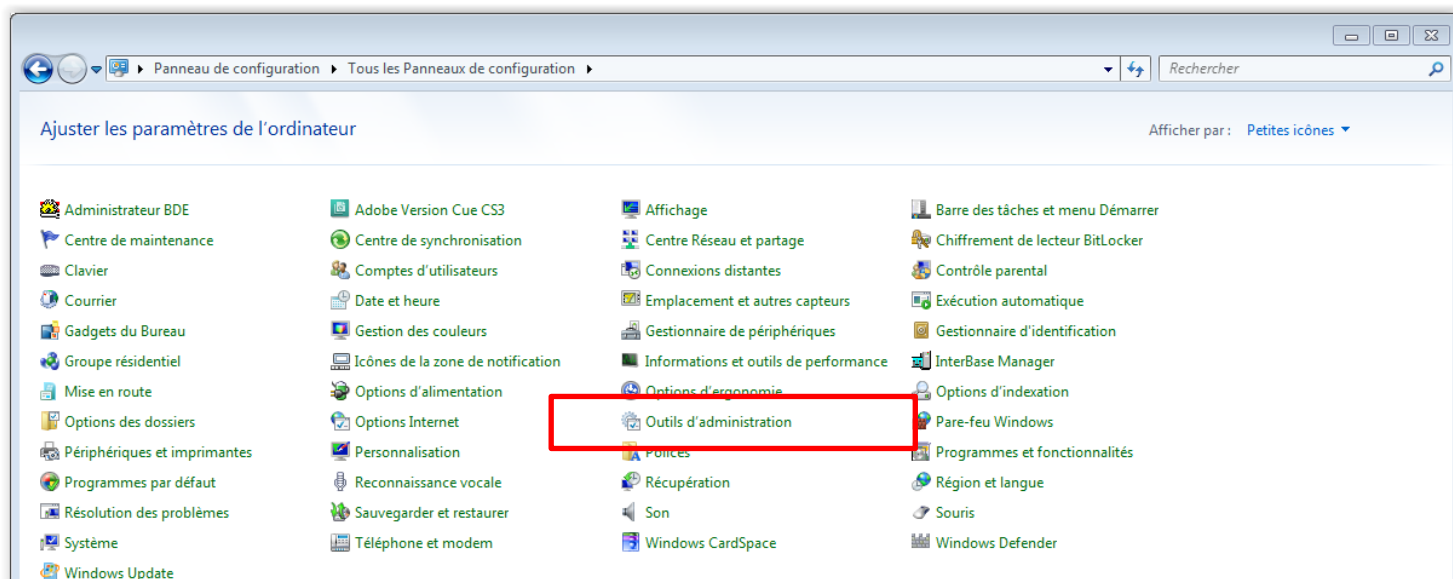 Panneau de configuration Tous les Panneaux de configuration Rechercher
Ajuster les paramètres de l'ordinateur Afficher par : Petites icônes
Administrateur BDE Adobe Version Cue CS3 Affichage Barre des tâches et menu Démarrer
Centre de maintenance Centre de synchronisation Centre Réseau et partage Chiffrement de lecteur BitLocker
Clavier Comptes d'utilisateurs Connexions distantes Contrôle parental
Courrier Date et heure Emplacement et autres capteurs Exécution automatique
Gadgets du Bureau Gestion des couleurs Gestionnaire de périphériques Gestionnaire d'identification
Groupe résidentiel Icônes de la zone de notification Informations et outils de performance InterBase Manager
Mise en route Options d'alimentation Options d'ergonomie Options d'indexation
Options des dossiers Options Internet Outils d'administration Pare-feu Windows
Périphériques et imprimantes Personnalisation Polices Programmes et fonctionnalités
Programmes par défaut Reconnaissance vocale Récupération Région et langue
Résolution des problèmes Sauvegarder et restaurer Son Souris
Système Téléphone et modem Windows CardSpace Windows Defender
Windows Update